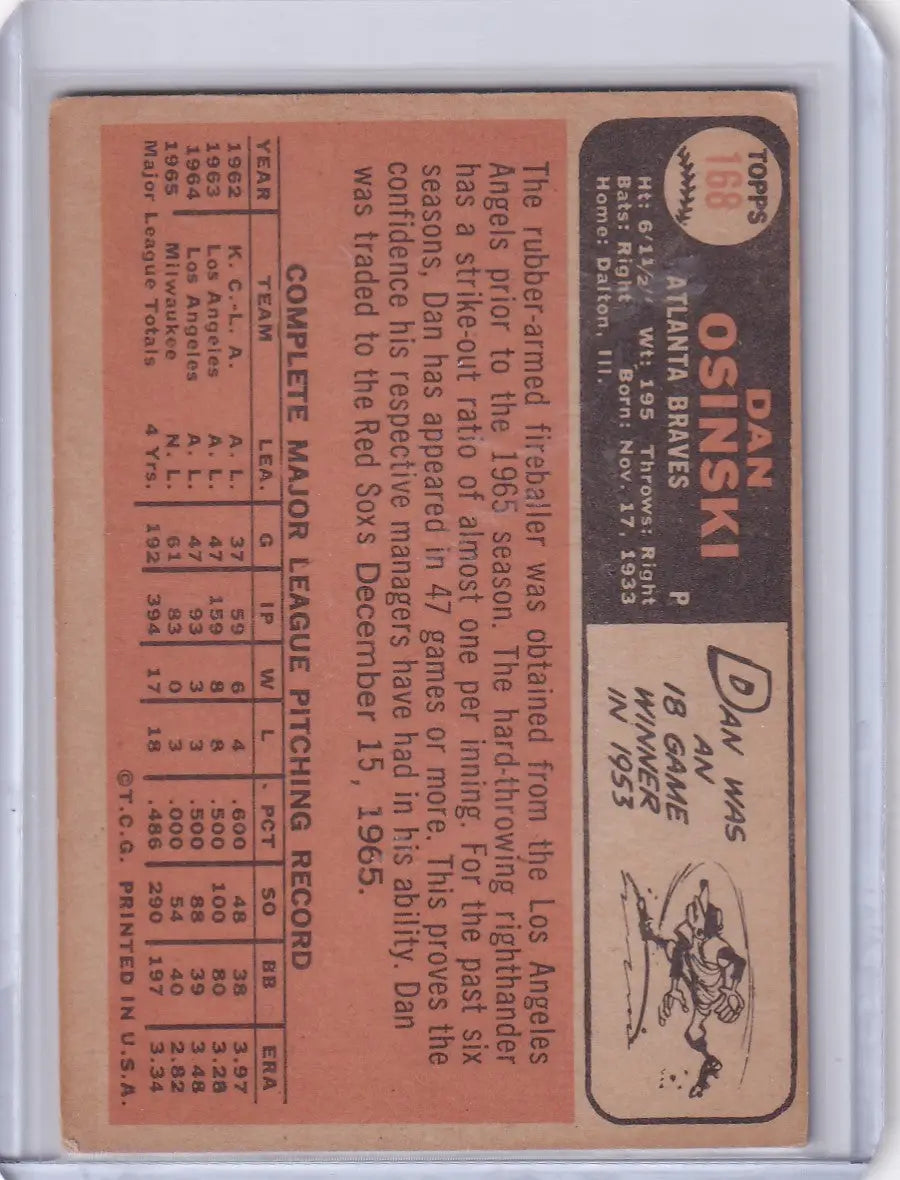 TOPPS
168
DAN
OSINSKI
ATLANTA BRAVES P
Ht: 6'1½" Wt: 195 Throws: Right
Bats: Right Born: Nov. 17, 1933
Home: Dalton, Ill.
DAN WAS
AN
18 GAME
WINNER
IN 1953
The rubber-armed fireballer was obtained from the Los Angeles
Angels prior to the 1965 season. The hard-throwing righthander
has a strike-out ratio of almost one per inning. For the past six
seasons, Dan has appeared in 47 games or more. This proves the
confidence his respective managers have had in his ability. Dan
was traded to the Red Soxs December 15, 1965.
COMPLETE MAJOR LEAGUE PITCHING RECORD
YEAR TEAM LEA. G IP W L PCT SO BB ERA
1962 K. C.-L. A. A. L. 37 59 6 4 .600 48 38 3.97
1963 Los Angeles A. L. 47 159 8 8 .500 100 80 3.28
1964 Los Angeles A. L. 47 93 3 3 .500 88 39 3.48
1965 Milwaukee N. L. 61 83 0 3 .000 54 40 2.82
Major League Totals 4 Yrs. 192 394 17 18 .486 290 197 3.34
©T.C.G. PRINTED IN U.S.A.